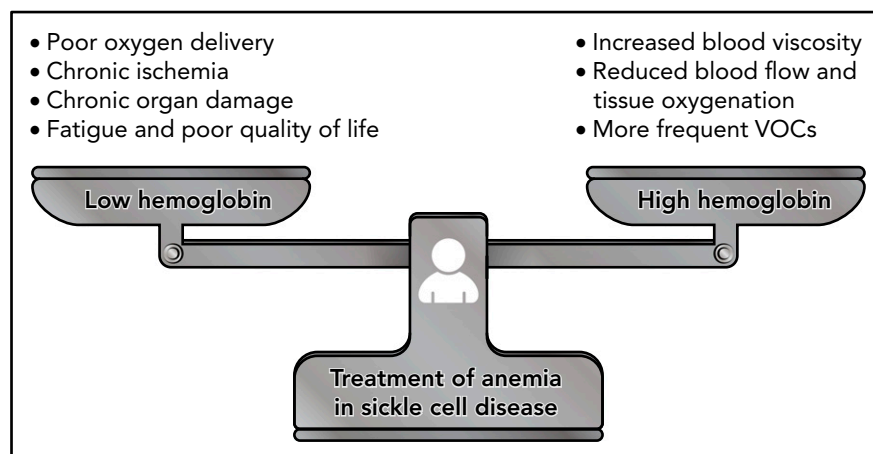 • Poor oxygen delivery
• Chronic ischemia
• Chronic organ damage
• Fatigue and poor quality of life
• Increased blood viscosity
• Reduced blood flow and
tissue oxygenation
• More frequent VOCs
Low hemoglobin
High hemoglobin
Treatment of anemia
in sickle cell disease